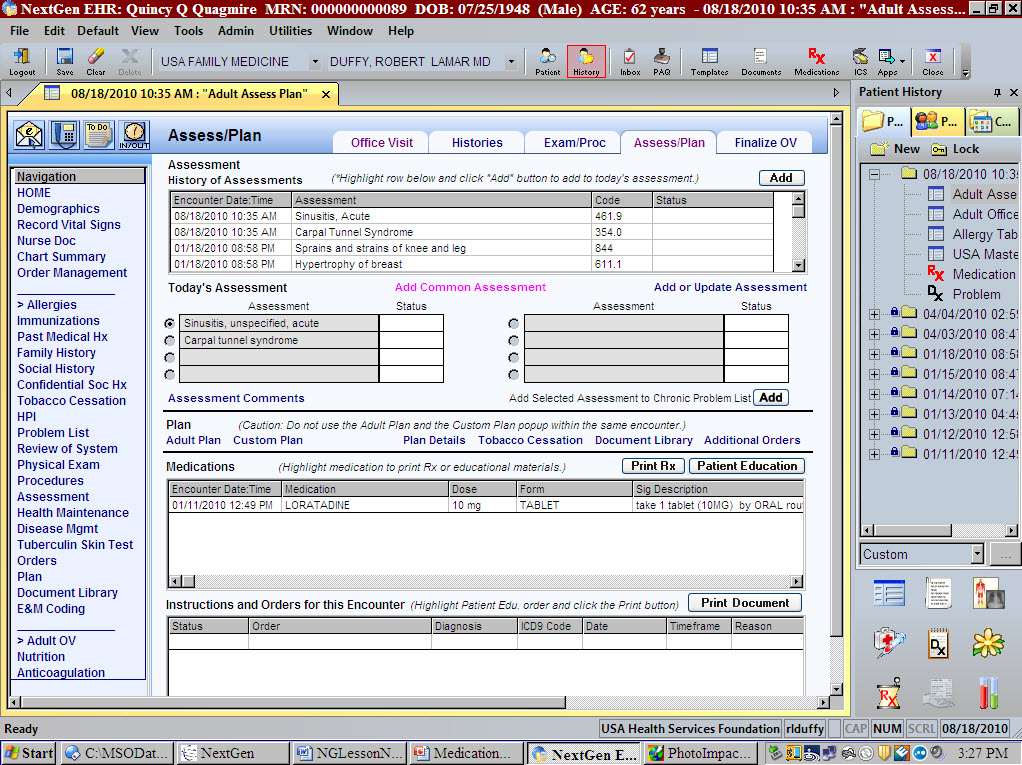 NextGen EHR: Quincy Q Quagmire MRN: 000000000089 DOB: 07/25/1948 (Male) AGE: 62 years - 08/18/2010 10:35 AM : "Adult Assess...
File Edit Default View Tools Admin Utilities Window Help
USA FAMILY MEDICINE DUFFY, ROBERT LAMAR MD
Logout Save Clear Delete Patient History Inbox PAQ Templates Documents Medications ICS Apps Close
08/18/2010 10:35 AM : "Adult Assess Plan"
To Do
IN/OUT
Assess/Plan
Office Visit Histories Exam/Proc Assess/Plan Finalize OV
Navigation
HOME
Demographics
Record Vital Signs
Nurse Doc
Chart Summary
Order Management
> Allergies
Immunizations
Past Medical Hx
Family History
Social History
Confidential Soc Hx
Tobacco Cessation
HPI
Problem List
Review of System
Physical Exam
Procedures
Assessment
Health Maintenance
Disease Mgmt
Tuberculin Skin Test
Orders
Plan
Document Library
E&M Coding
> Adult OV
Nutrition
Anticoagulation
Assessment
History of Assessments (*Highlight row below and click "Add" button to add to today's assessment.) Add
Encounter Date:Time Assessment Code Status
08/18/2010 10:35 AM Sinusitis, Acute 461.9
08/18/2010 10:35 AM Carpal Tunnel Syndrome 354.0
01/18/2010 08:58 PM Sprains and strains of knee and leg 844
01/18/2010 08:58 PM Hypertrophy of breast 611.1
Today's Assessment Add Common Assessment Add or Update Assessment
Assessment Status Assessment Status
Sinusitis, unspecified, acute
Carpal tunnel syndrome
Assessment Comments Add Selected Assessment to Chronic Problem List Add
Plan (Caution: Do not use the Adult Plan and the Custom Plan popup within the same encounter.)
Adult Plan Custom Plan Plan Details Tobacco Cessation Document Library Additional Orders
Medications (Highlight medication to print Rx or educational materials.) Print Rx Patient Education
Encounter Date:Time Medication Dose Form Sig Description
01/11/2010 12:49 PM LORATADINE 10 mg TABLET take 1 tablet (10MG) by ORAL rout
Instructions and Orders for this Encounter (Highlight Patient Edu. order and click the Print button) Print Document
Status Order Diagnosis ICD9 Code Date Timeframe Reason
Patient History
P... P... C...
New Lock
08/18/2010 10:35
Adult Asse
Adult Office
Allergy Tab
USA Maste
Rx Medication
Dx Problem
04/04/2010 02:59
04/03/2010 08:47
01/18/2010 08:58
01/15/2010 08:47
01/14/2010 07:14
01/13/2010 04:49
01/12/2010 12:58
01/11/2010 12:49
Custom ...
Dx
Rx
Ready USA Health Services Foundation rlduffy CAP NUM SCRL 08/18/2010
Start C:\MSODat... NextGen NGLessonN... Medication... NextGen E... PhotoImpac... 3:27 PM